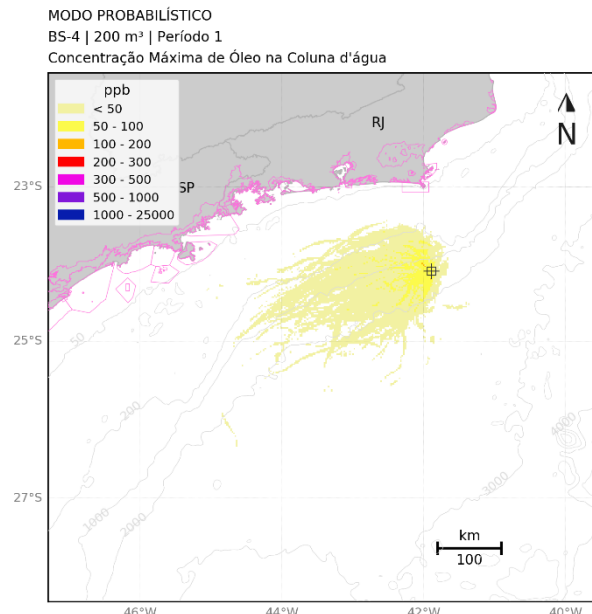 MODO PROBABILÍSTICO
BS-4 | 200 m³ | Período 1
Concentração Máxima de Óleo na Coluna d'água
ppb
< 50
50 - 100
100 - 200
200 - 300
300 - 500
500 - 1000
1000 - 25000
RJ
N
SP
23°S
25°S
27°S
50
200
1000
2000
3000
4000
km
100
46°W
44°W
42°W
40°W